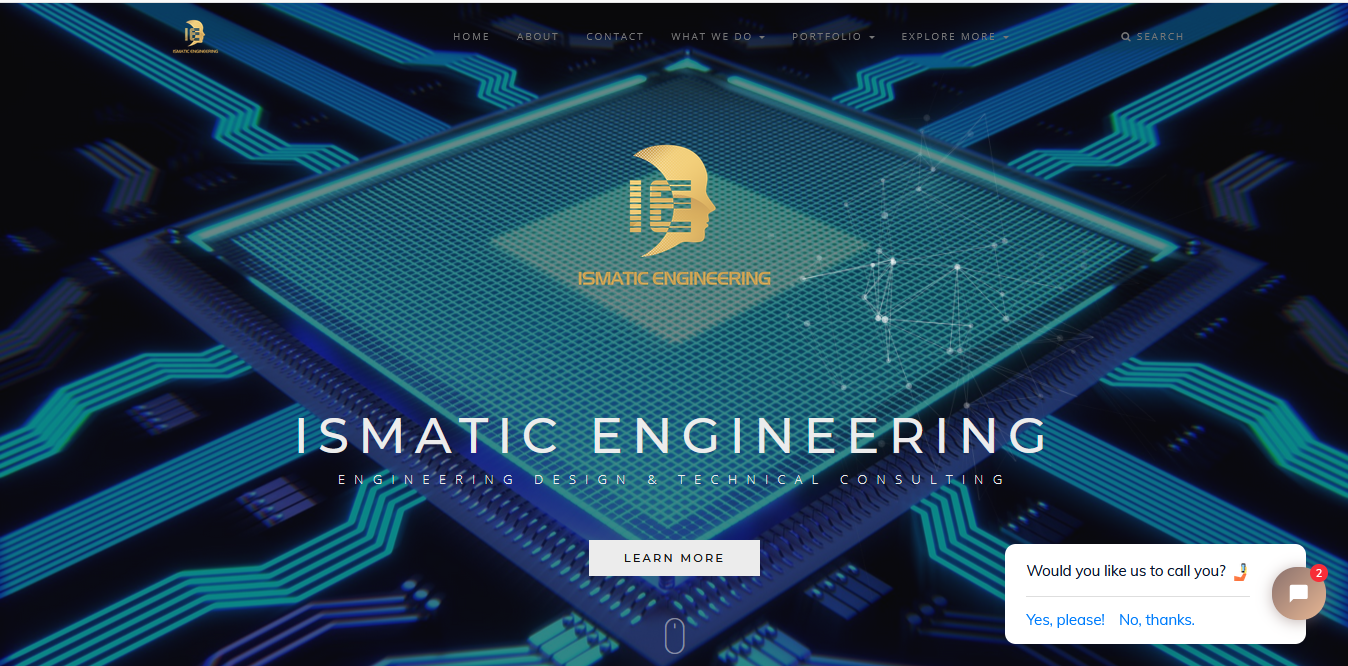 ISMATIC ENGINEERING
HOME ABOUT CONTACT WHAT WE DO PORTFOLIO EXPLORE MORE SEARCH
IE
ISMATIC ENGINEERING
ISMATIC ENGINEERING
ENGINEERING DESIGN & TECHNICAL CONSULTING
LEARN MORE
Would you like us to call you?
2
Yes, please! No, thanks.